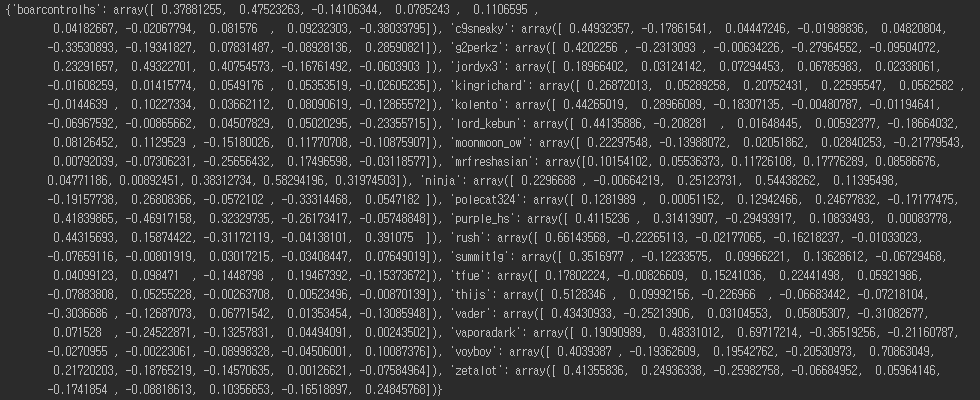 {'boarcontrolhs': array([ 0.37881255,  0.47523263, -0.14106344,  0.0785243 ,  0.1106595 ,
0.04182667, -0.02067794,  0.081576  ,  0.09232303, -0.38033795]), 'c9sneaky': array([ 0.44932357, -0.17861541,  0.04447246, -0.01988836,  0.04820804,
-0.33530893, -0.19341827,  0.07831487, -0.08928136,  0.28590821]), 'g2perkz': array([ 0.4202256 , -0.2313093 , -0.00634226, -0.27964552, -0.09504072,
0.23291657,  0.49322701,  0.40754573, -0.16761492, -0.0603903 ]), 'jordyx3': array([ 0.18966402,  0.03124142,  0.07294453,  0.06785983,  0.02338061,
-0.01608259,  0.01415774,  0.0549176 ,  0.05353519, -0.02605235]), 'kingrichard': array([ 0.26872013,  0.05289258,  0.20752431,  0.22595547,  0.0562582 ,
-0.0144639 ,  0.10227334,  0.03662112,  0.08090619, -0.12865572]), 'kolento': array([ 0.44265019,  0.28966089, -0.18307135, -0.00480787, -0.01194641,
-0.06967592, -0.00865662,  0.04507829,  0.05020295, -0.23355715]), 'lord_kebun': array([ 0.44135886, -0.208281  ,  0.01648445,  0.00592377, -0.18664032,
0.08126452,  0.1129529 , -0.15180026,  0.11770708, -0.10875907]), 'moonmoon_ow': array([ 0.22297548, -0.13988072,  0.02051862,  0.02840253, -0.21779543,
0.00792039, -0.07306231, -0.25656432,  0.17496598, -0.03118577]), 'mrfreshasian': array([0.10154102, 0.05536373, 0.11726108, 0.17776289, 0.08586676,
0.04771186, 0.00892451, 0.38312734, 0.58294196, 0.31974503]), 'ninja': array([ 0.2296688 , -0.00664219,  0.25123731,  0.54438262,  0.11395498,
-0.19157738,  0.26808366, -0.0572102 , -0.33314468,  0.0547182 ]), 'polecat324': array([ 0.1281989 ,  0.00051152,  0.12942466,  0.24677832, -0.17177475,
0.41839865, -0.46917158,  0.32329735, -0.26173417, -0.05748848]), 'purple_hs': array([ 0.4115236 ,  0.31413907, -0.29493917,  0.10833493,  0.00083778,
0.44315693,  0.15874422, -0.31172119, -0.04138101,  0.391075  ]), 'rush': array([ 0.66143568, -0.22265113, -0.02177065, -0.16218237, -0.01033023,
-0.07659116, -0.00801919,  0.03017215, -0.03408447,  0.07649019]), 'summit1g': array([ 0.3516977 , -0.12233575,  0.09966221,  0.13628612, -0.06729468,
0.04099123,  0.098471  , -0.1448798 ,  0.19467392, -0.15373672]), 'tfue': array([ 0.17802224, -0.00826609,  0.15241036,  0.22441498,  0.05921986,
-0.07883808,  0.05255228, -0.00263708,  0.00523496, -0.00870139]), 'thijs': array([ 0.5128346 ,  0.09992156, -0.226966  , -0.06683442, -0.07218104,
-0.3036686 , -0.12687073,  0.06771542,  0.01353454, -0.13085948]), 'vader': array([ 0.43430933, -0.25213906,  0.03104553,  0.05805307, -0.31082677,
0.071528  , -0.24522871, -0.13257831,  0.04494091,  0.00243502]), 'vaporadark': array([ 0.19090989,  0.48331012,  0.69717214, -0.36519256, -0.21160787,
-0.0270955 , -0.00223061, -0.08998328, -0.04506001,  0.10087376]), 'voyboy': array([ 0.4039387 , -0.19362609,  0.19542762, -0.20530973,  0.70863049,
0.21720203, -0.18765219, -0.14570635,  0.00126621, -0.07584964]), 'zetalot': array([ 0.41355836,  0.24936338, -0.25982758, -0.06684952,  0.05964146,
-0.1741854 , -0.08818613,  0.10356653, -0.16518897,  0.24845768])}